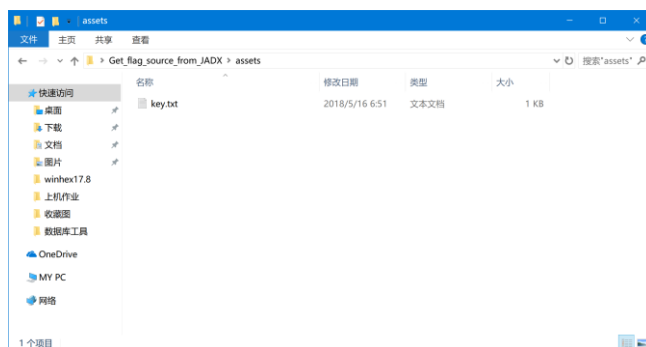 assets
文件 主页 共享 查看
Get_flag_source_from_JADX > assets 搜索"assets"
名称 修改日期 类型 大小
快速访问
key.txt 2018/5/16 6:51 文本文档 1 KB
桌面
下载
文档
图片
winhex17.8
上机作业
收藏图
数据库工具
OneDrive
MY PC
网络
1 个项目